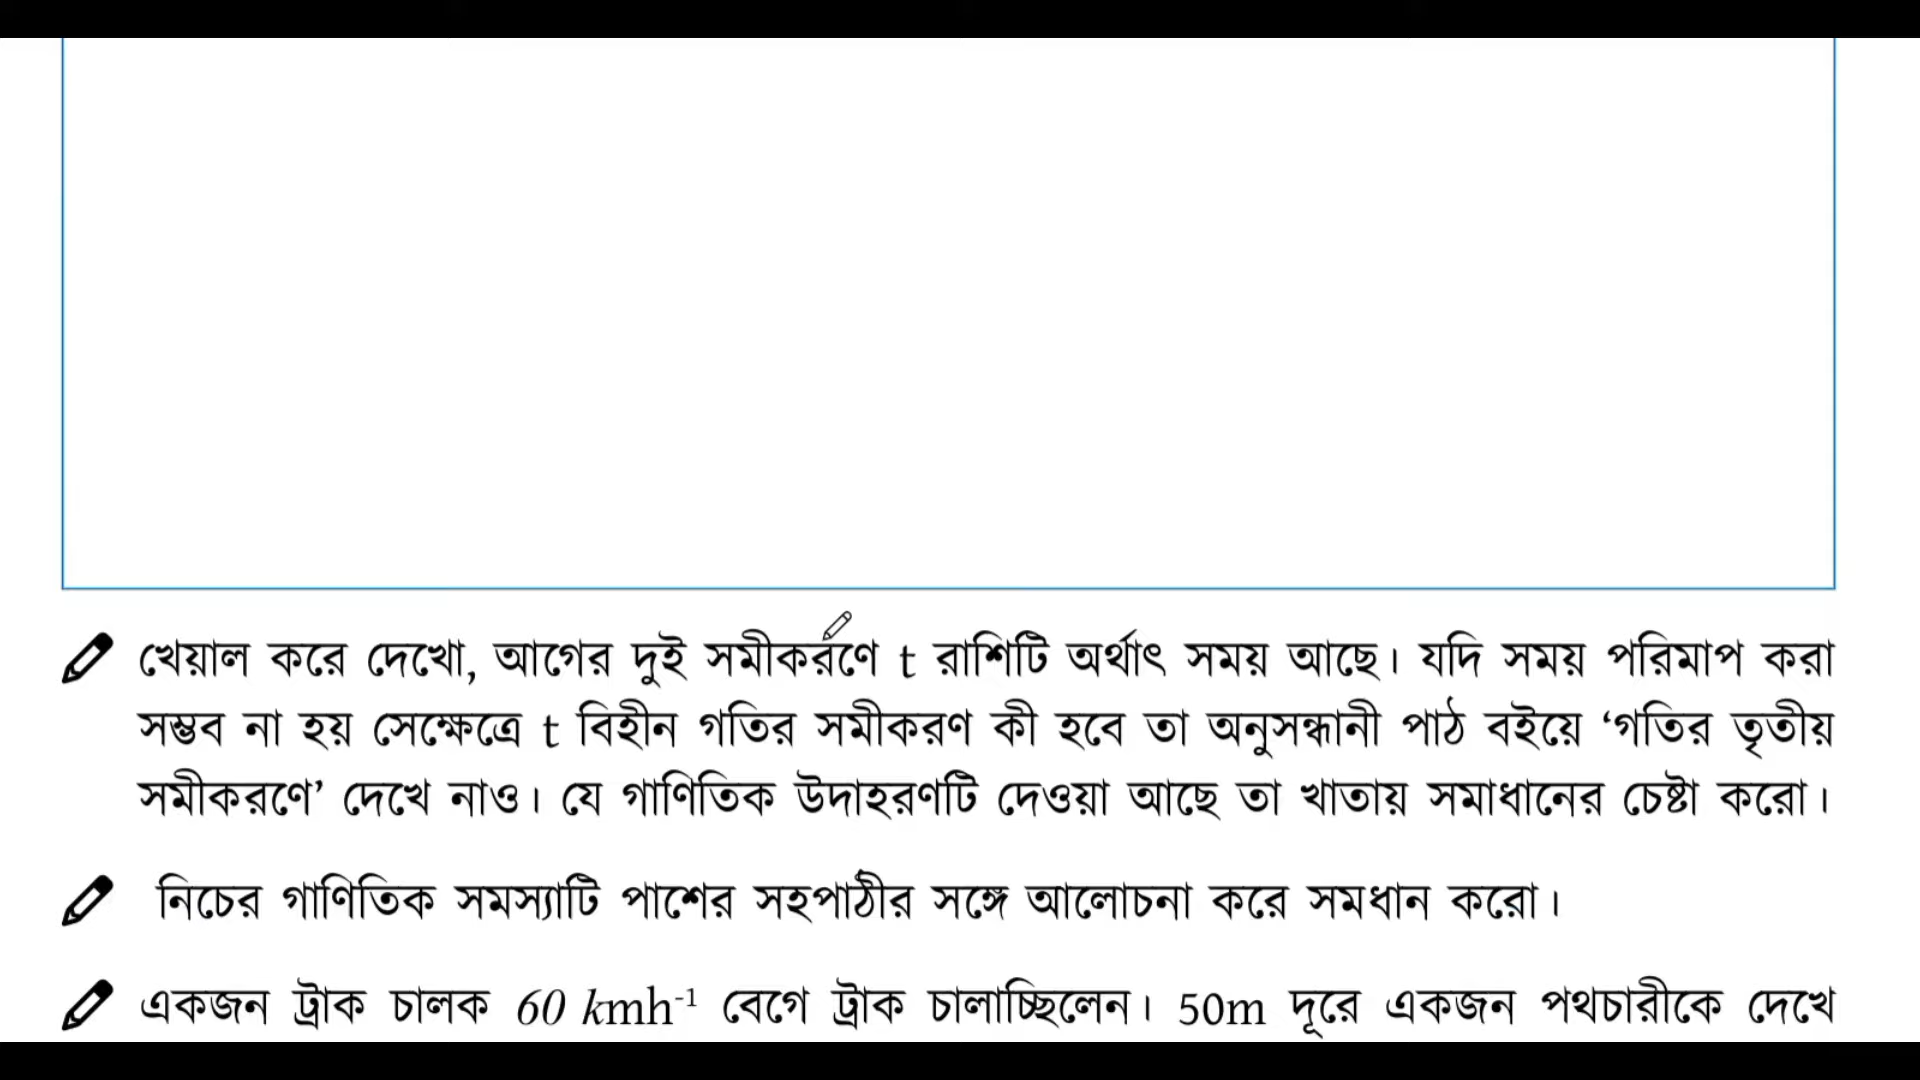 খেয়াল করে দেখো, আগের দুই সমীকরণে t রাশিটি অর্থাৎ সময় আছে। যদি সময় পরিমাপ করা
সম্ভব না হয় সেক্ষেত্রে t বিহীন গতির সমীকরণ কী হবে তা অনুসন্ধানী পাঠ বইয়ে ‘গতির তৃতীয়
সমীকরণে’ দেখে নাও। যে গাণিতিক উদাহরণটি দেওয়া আছে তা খাতায় সমাধানের চেষ্টা করো।
নিচের গাণিতিক সমস্যাটি পাশের সহপাঠীর সঙ্গে আলোচনা করে সমধান করো।
একজন ট্রাক চালক 60 kmh⁻¹ বেগে ট্রাক চালাচ্ছিলেন। 50m দূরে একজন পথচারীকে দেখে